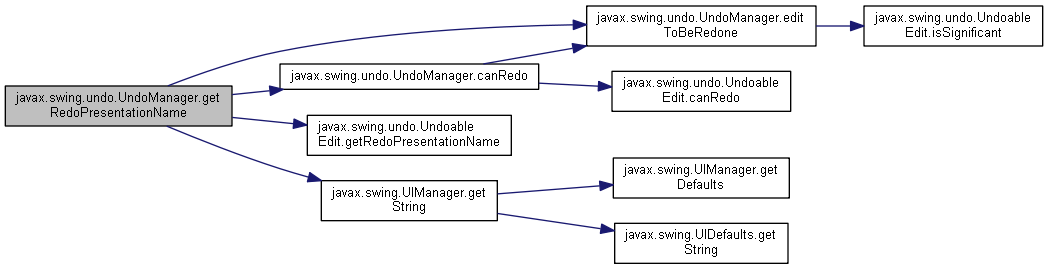 javax.swing.undo.UndoManager.get
RedoPresentationName
javax.swing.undo.UndoManager.edit
ToBeRedone
javax.swing.undo.Undoable
Edit.isSignificant
javax.swing.undo.UndoManager.canRedo
javax.swing.undo.Undoable
Edit.canRedo
javax.swing.undo.Undoable
Edit.getRedoPresentationName
javax.swing.UIManager.get
String
javax.swing.UIManager.get
Defaults
javax.swing.UIDefaults.get
String